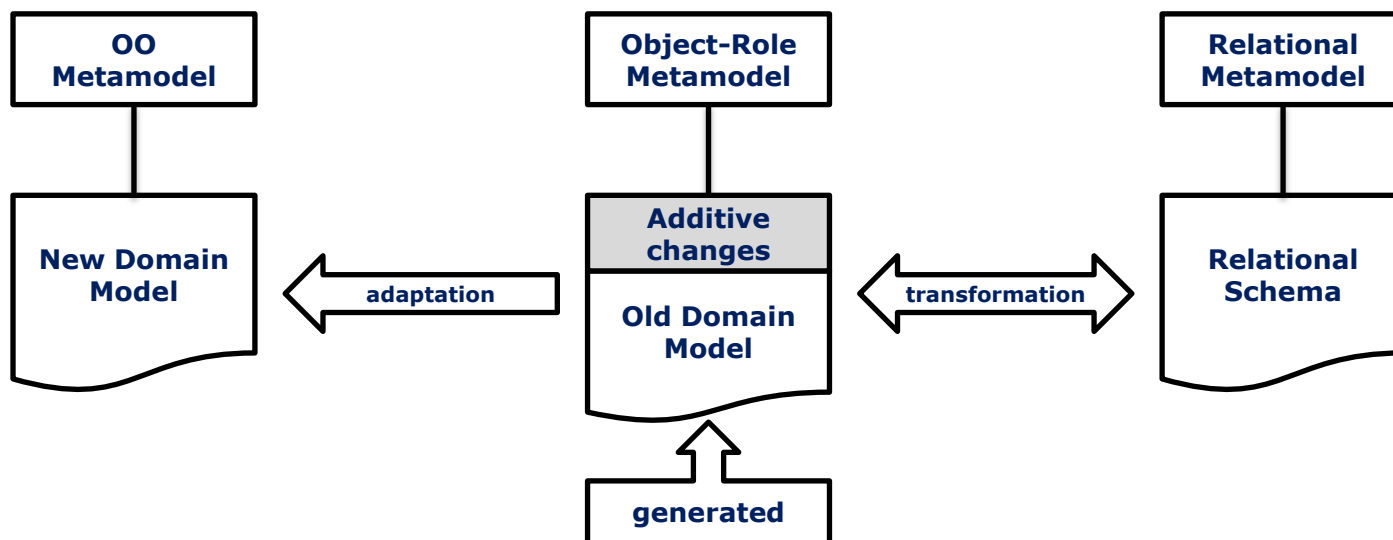 OO
Metamodel
Object-Role
Metamodel
Relational
Metamodel
New Domain
Model
adaptation
Additive
changes
Old Domain
Model
transformation
Relational
Schema
generated